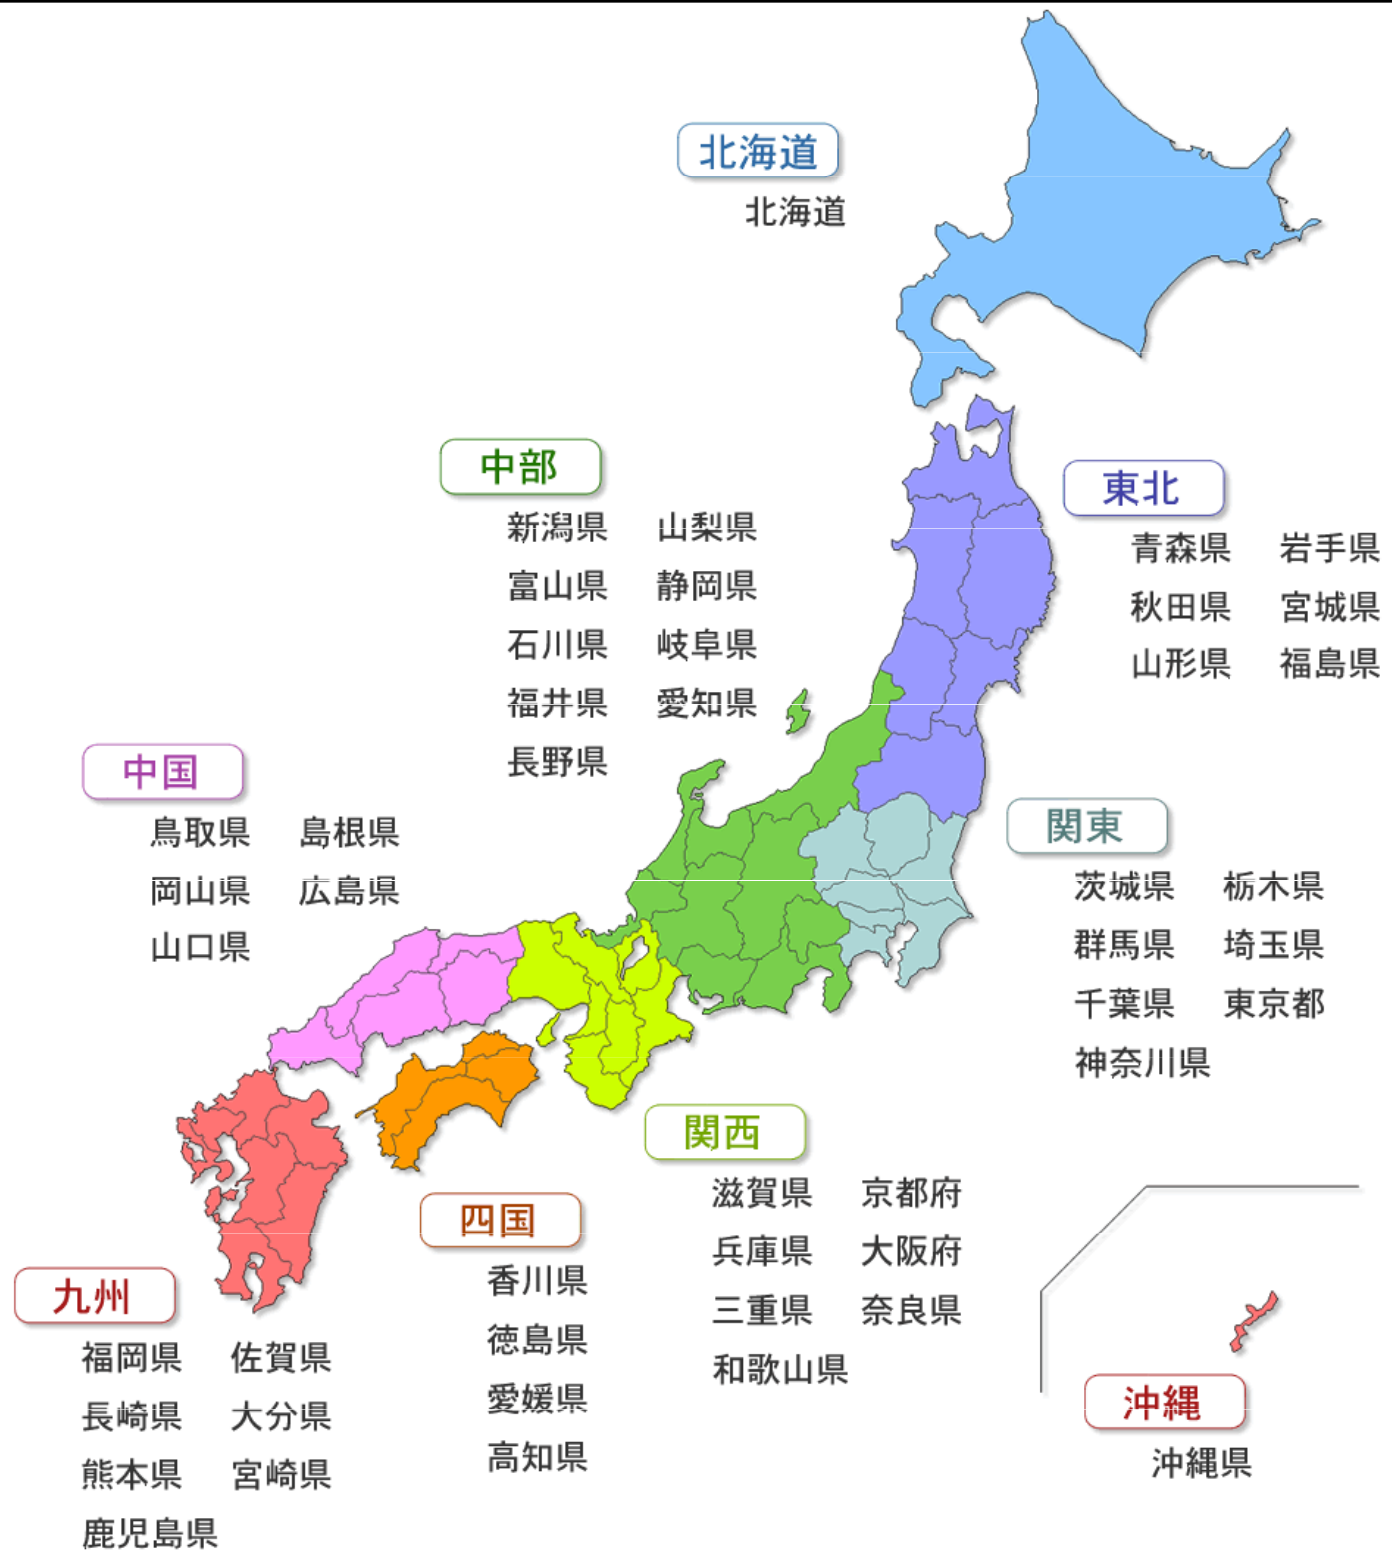 北海道
北海道
中部
新潟県 山梨県
富山県 静岡県
石川県 岐阜県
福井県 愛知県
長野県
東北
青森県 岩手県
秋田県 宮城県
山形県 福島県
中国
鳥取県 島根県
岡山県 広島県
山口県
関東
茨城県 栃木県
群馬県 埼玉県
千葉県 東京都
神奈川県
関西
滋賀県 京都府
兵庫県 大阪府
三重県 奈良県
和歌山県
四国
香川県
徳島県
愛媛県
高知県
九州
福岡県 佐賀県
長崎県 大分県
熊本県 宮崎県
鹿児島県
沖縄
沖縄県